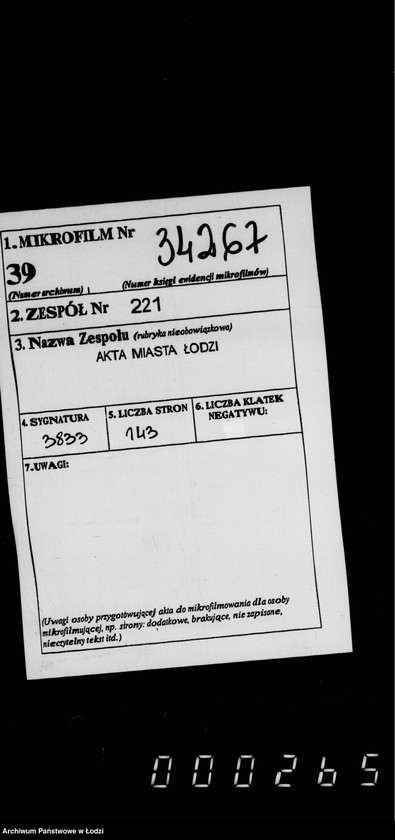 1. MIKROFILM Nr 34267
39
(Numer archiwum) (Numer księgi ewidencji mikrofilmów)
2. ZESPÓŁ Nr 221
3. Nazwa Zespołu (rubryka nieobowiązkowa)
AKTA MIASTA ŁODZI
4. SYGNATURA 5. LICZBA STRON 6. LICZBA KLATEK
NEGATYWU:
3833 143
7. UWAGI:
(Uwagi osoby przygotowującej akta do mikrofilmowania dla osoby
mikrofilmującej, np. strony: dodatkowe, brakujące, nie zapisane,
nieczytelny tekst itd.)
000265
Archiwum Państwowe w Łodzi